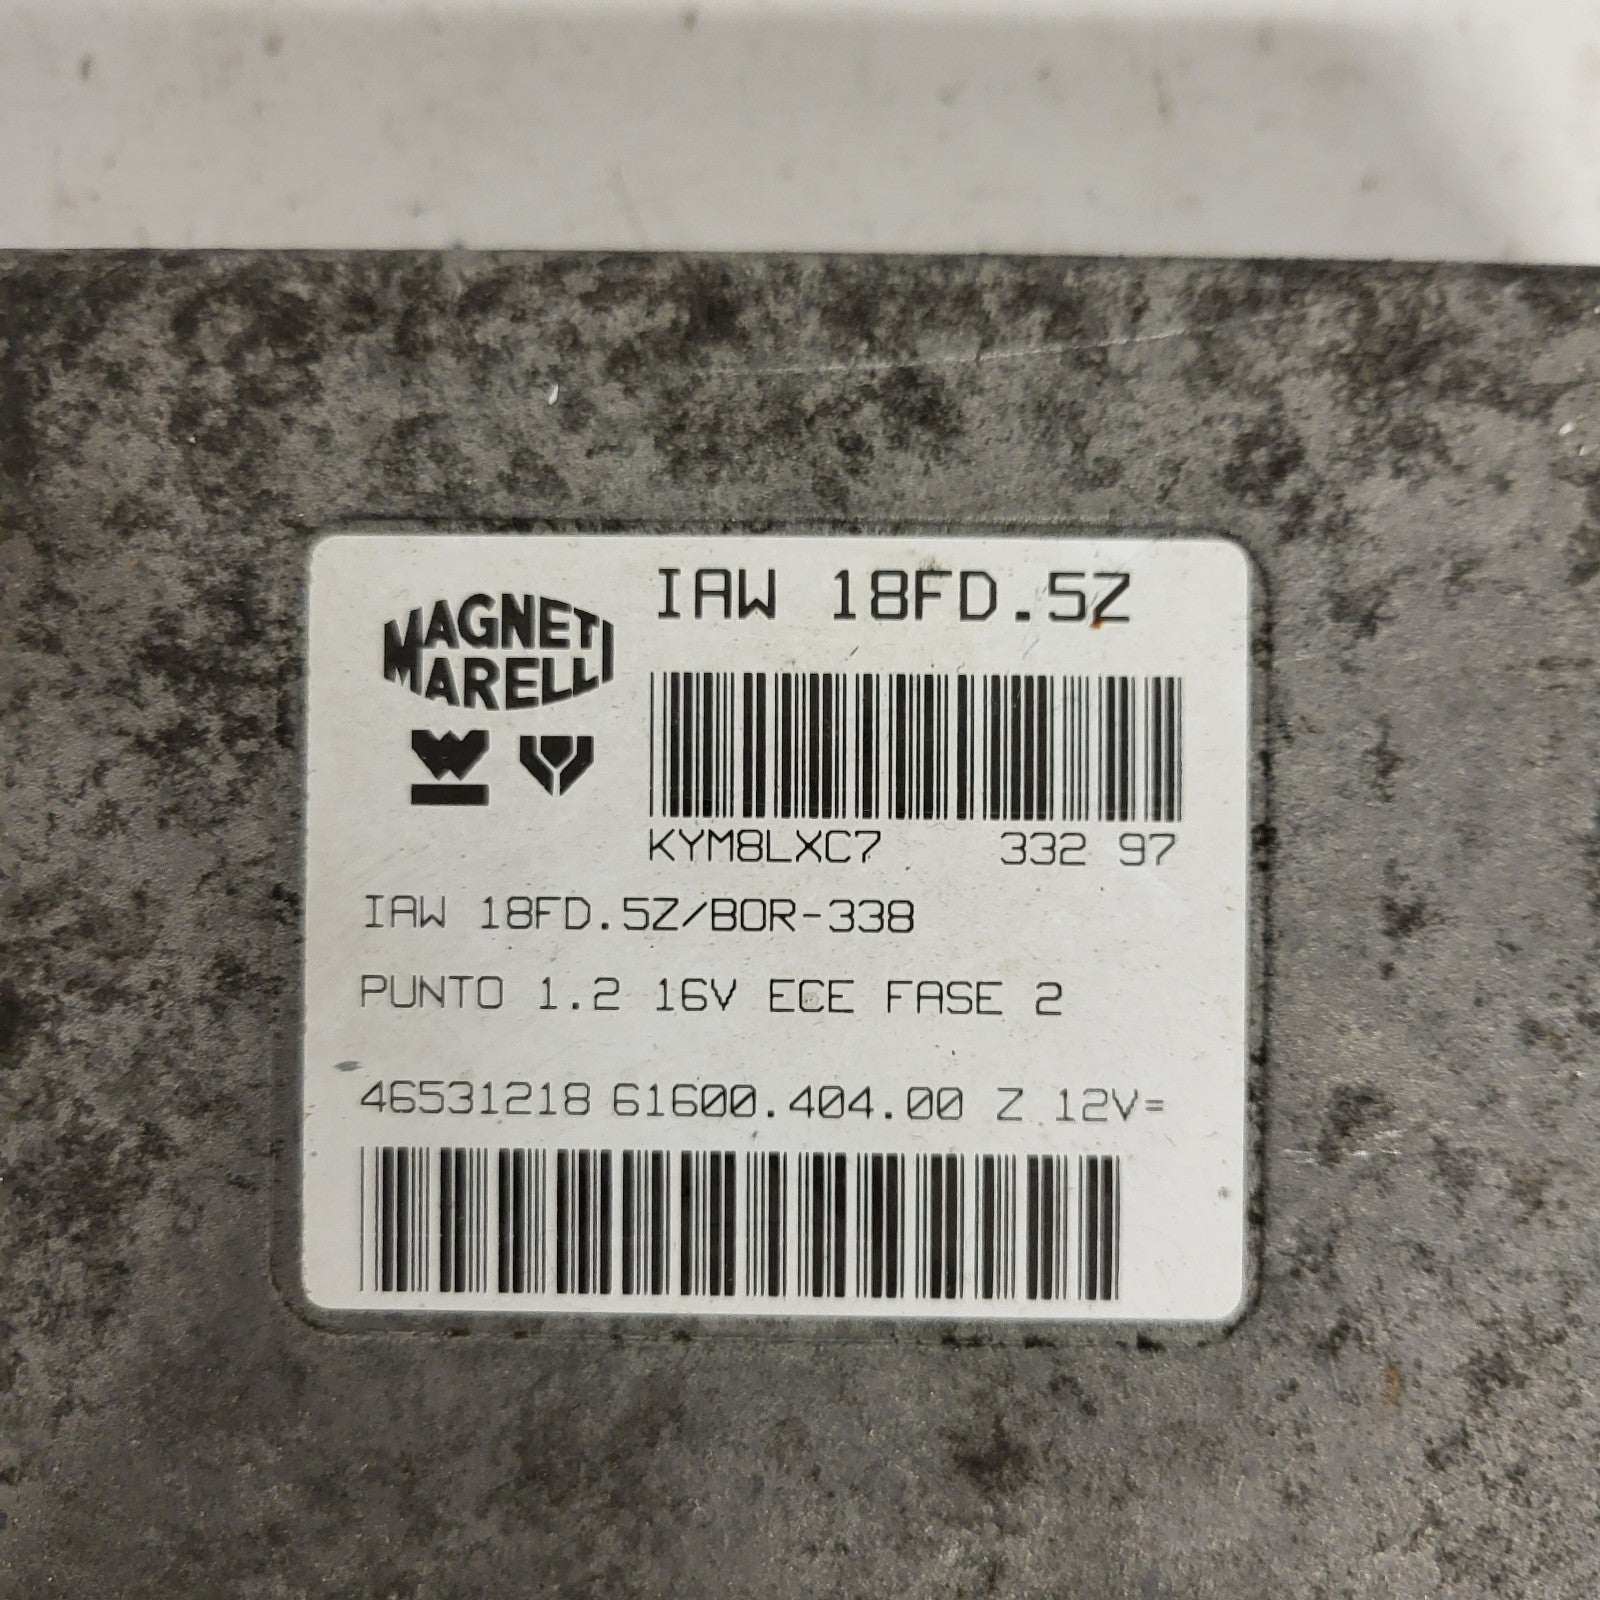 MAGNETI
MARELLI
IAW 18FD.5Z
KYM8LXC7 332 97
IAW 18FD.5Z/BOR-338
PUNTO 1.2 16V ECE FASE 2
46531218 61600.404.00 Z 12V=